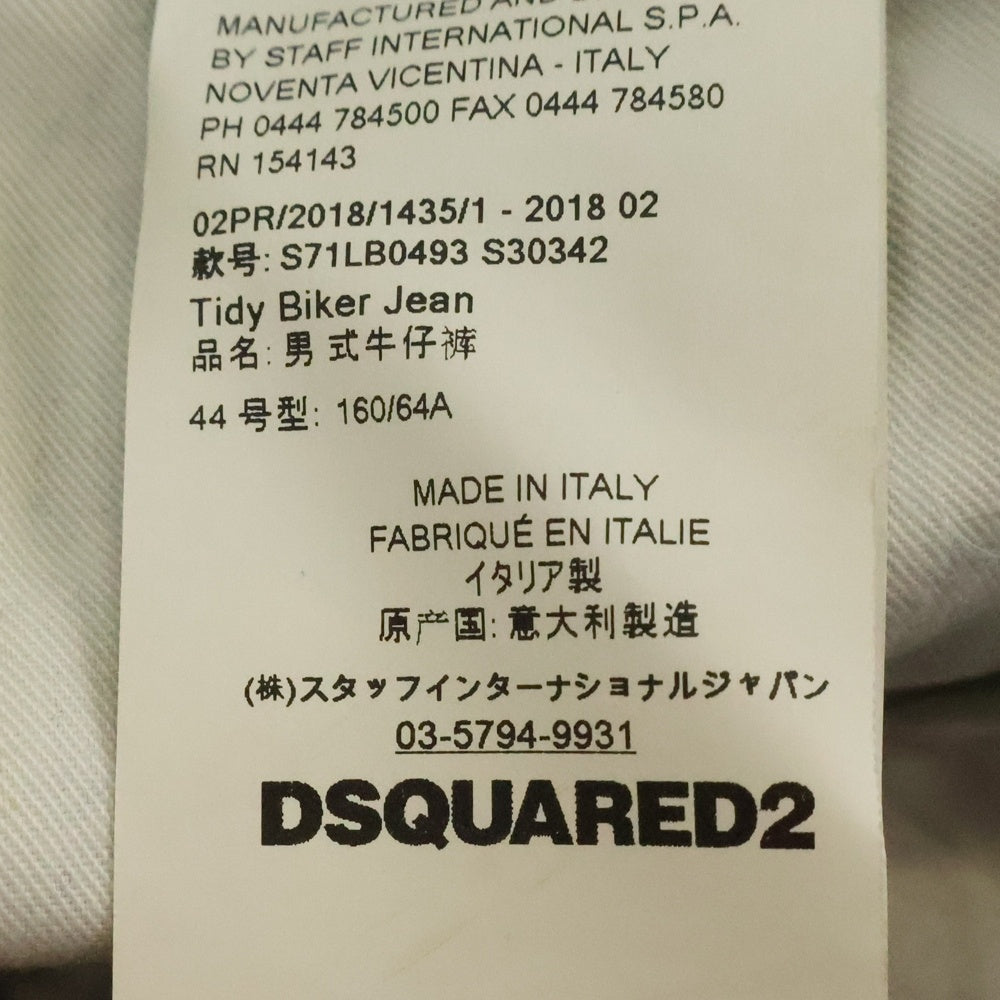 MANUFACTURED AND
BY STAFF INTERNATIONAL S.P.A.
NOVENTA VICENTINA - ITALY
PH 0444 784500 FAX 0444 784580
RN 154143
02PR/2018/1435/1 - 2018 02
款号: S71LB0493 S30342
Tidy Biker Jean
品名: 男 式牛仔裤
44 号型: 160/64A
MADE IN ITALY
FABRIQUÉ EN ITALIE
イタリア製
原产国: 意大利製造
(株)スタッフインターナショナルジャパン
03-5794-9931
DSQUARED2